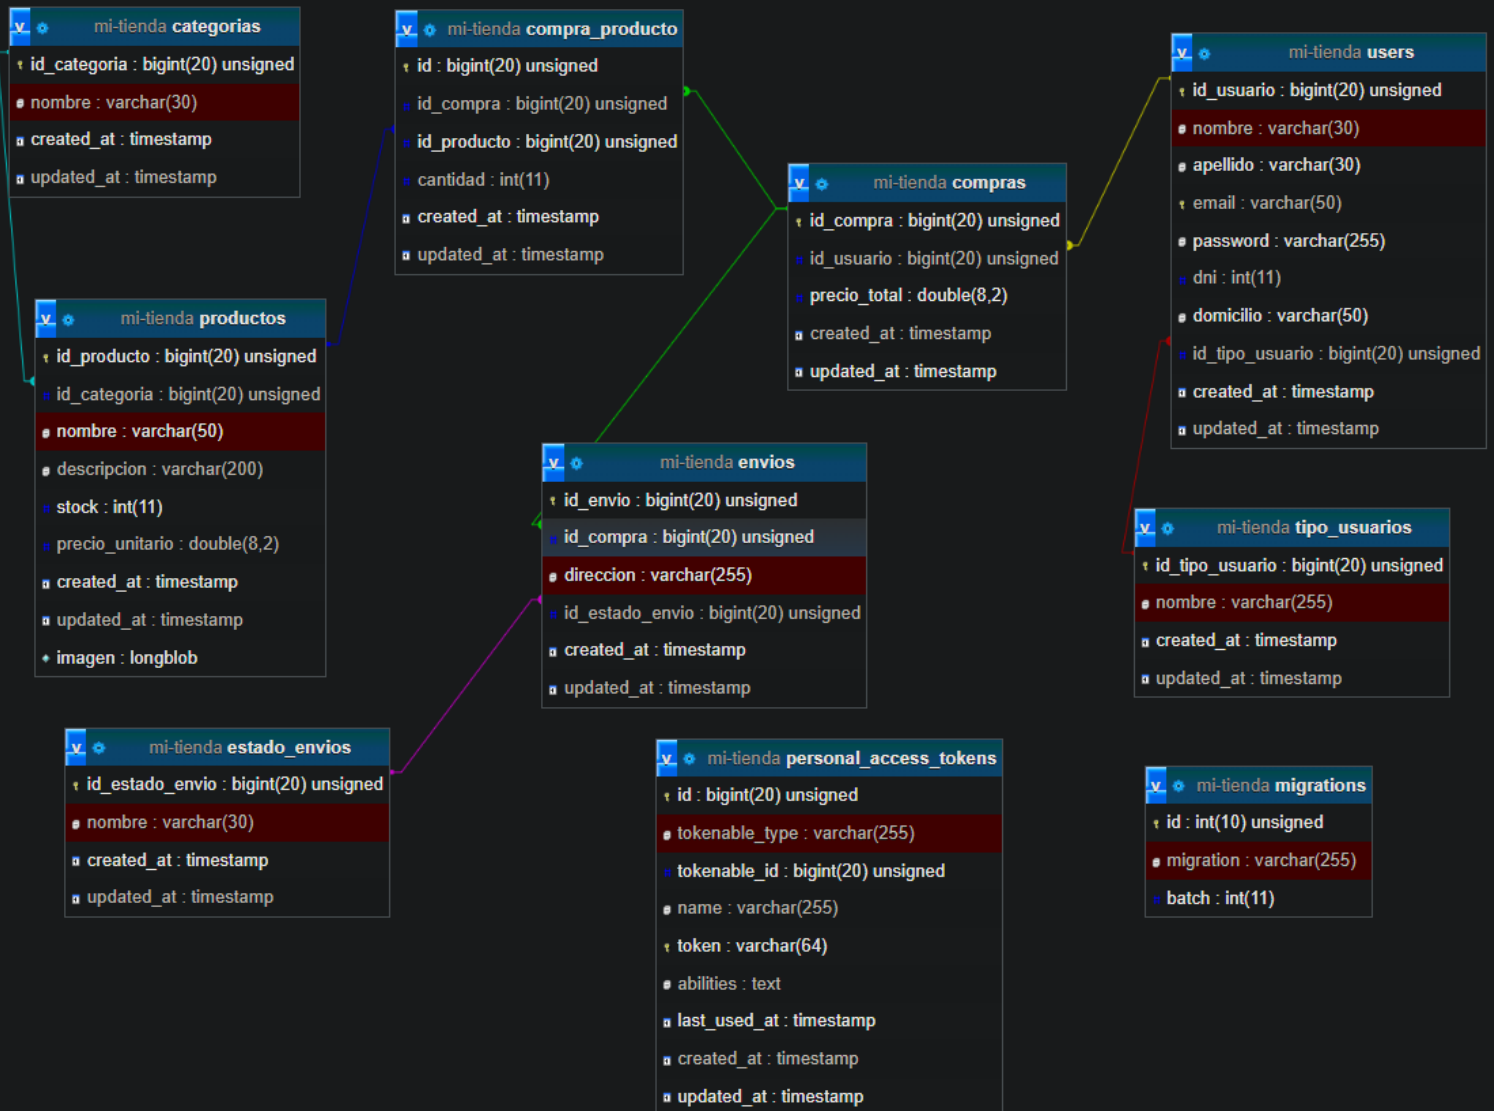 mi-tienda categorias
id_categoria : bigint(20) unsigned
nombre : varchar(30)
created_at : timestamp
updated_at : timestamp
mi-tienda compra_producto
id : bigint(20) unsigned
id_compra : bigint(20) unsigned
id_producto : bigint(20) unsigned
cantidad : int(11)
created_at : timestamp
updated_at : timestamp
mi-tienda users
id_usuario : bigint(20) unsigned
nombre : varchar(30)
apellido : varchar(30)
email : varchar(50)
password : varchar(255)
dni : int(11)
domicilio : varchar(50)
id_tipo_usuario : bigint(20) unsigned
created_at : timestamp
updated_at : timestamp
mi-tienda compras
id_compra : bigint(20) unsigned
id_usuario : bigint(20) unsigned
precio_total : double(8,2)
created_at : timestamp
updated_at : timestamp
mi-tienda productos
id_producto : bigint(20) unsigned
id_categoria : bigint(20) unsigned
nombre : varchar(50)
descripcion : varchar(200)
stock : int(11)
precio_unitario : double(8,2)
created_at : timestamp
updated_at : timestamp
imagen : longblob
mi-tienda envios
id_envio : bigint(20) unsigned
id_compra : bigint(20) unsigned
direccion : varchar(255)
id_estado_envio : bigint(20) unsigned
created_at : timestamp
updated_at : timestamp
mi-tienda tipo_usuarios
id_tipo_usuario : bigint(20) unsigned
nombre : varchar(255)
created_at : timestamp
updated_at : timestamp
mi-tienda estado_envios
id_estado_envio : bigint(20) unsigned
nombre : varchar(30)
created_at : timestamp
updated_at : timestamp
mi-tienda personal_access_tokens
id : bigint(20) unsigned
tokenable_type : varchar(255)
tokenable_id : bigint(20) unsigned
name : varchar(255)
token : varchar(64)
abilities : text
last_used_at : timestamp
created_at : timestamp
updated_at : timestamp
mi-tienda migrations
id : int(10) unsigned
migration : varchar(255)
batch : int(11)